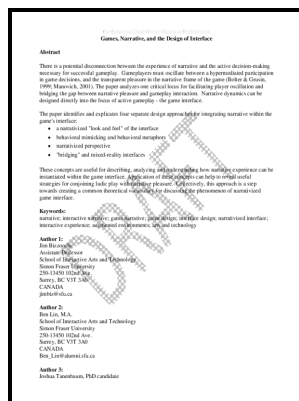 Games, Narrative, and the Design of Interface
Abstract
There is a potential disconnection between the experience of narrative and the active decision-making
necessary for successful gameplay. Gameplayers must oscillate between a hypermediated participation
in game decisions, and the transparent pleasure in the narrative frame of the game (Bolter & Grusin,
1999; Manovich, 2001). The paper analyzes one critical locus for facilitating player oscillation and
bridging the gap between narrative pleasure and gameplay interaction. Narrative dynamics can be
designed directly into the focus of active gameplay - the game interface.
The paper identifies and explicates four separate design approaches for integrating narrative within the
game's interface:
• a narrativized "look and feel" of the interface
• behavioral mimicking and behavioral metaphors
• narrativized perspective
• "bridging" and mixed-reality interfaces
These concepts are useful for describing, analyzing and understanding how narrative experience can be
instantiated within the game interface. Application of these concepts can help to reveal useful
strategies for conjoining ludic play with narrative pleasure. Collectively, this approach is a step
towards creating a common theoretical vocabulary for discussing the phenomenon of narrativized
game interface.
Keywords:
narrative; interactive narrative; game narrative; game design; interface design; narrativized interface;
interactive experience; augmented environments; new and technology
Author 1:
Jim Bizzocchi
Assistant Professor
School of Interactive Arts and Technology
Simon Fraser University
250-13450 102nd Ave.
Surrey, BC V3T 3A0
CANADA
jimbiz@sfu.ca
Author 2:
Ben Lin, M.A.
School of Interactive Arts and Technology
Simon Fraser University
250-13450 102nd Ave.
Surrey, BC V3T 3A0
CANADA
Ben_Lin@alumni.sfu.ca
Author 3:
Joshua Tanenbaum, PhD candidate
DRAFT